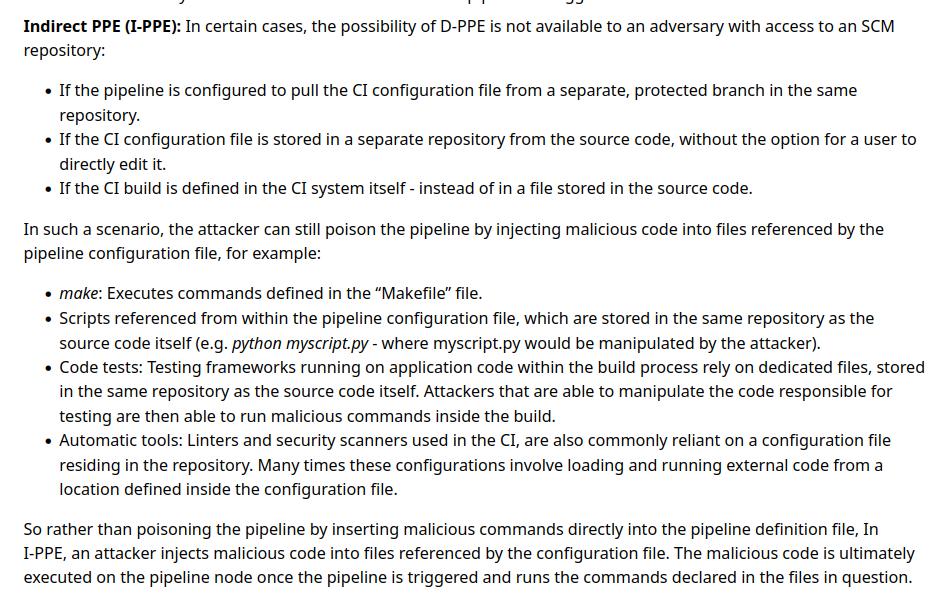 Indirect PPE (I-PPE): In certain cases, the possibility of D-PPE is not available to an adversary with access to an SCM
repository:
• If the pipeline is configured to pull the CI configuration file from a separate, protected branch in the same
repository.
• If the CI configuration file is stored in a separate repository from the source code, without the option for a user to
directly edit it.
• If the CI build is defined in the CI system itself - instead of in a file stored in the source code.
In such a scenario, the attacker can still poison the pipeline by injecting malicious code into files referenced by the
pipeline configuration file, for example:
• make: Executes commands defined in the “Makefile” file.
• Scripts referenced from within the pipeline configuration file, which are stored in the same repository as the
source code itself (e.g. python myscript.py - where myscript.py would be manipulated by the attacker).
• Code tests: Testing frameworks running on application code within the build process rely on dedicated files, stored
in the same repository as the source code itself. Attackers that are able to manipulate the code responsible for
testing are then able to run malicious commands inside the build.
• Automatic tools: Linters and security scanners used in the CI, are also commonly reliant on a configuration file
residing in the repository. Many times these configurations involve loading and running external code from a
location defined inside the configuration file.
So rather than poisoning the pipeline by inserting malicious commands directly into the pipeline definition file, In
I-PPE, an attacker injects malicious code into files referenced by the configuration file. The malicious code is ultimately
executed on the pipeline node once the pipeline is triggered and runs the commands declared in the files in question.